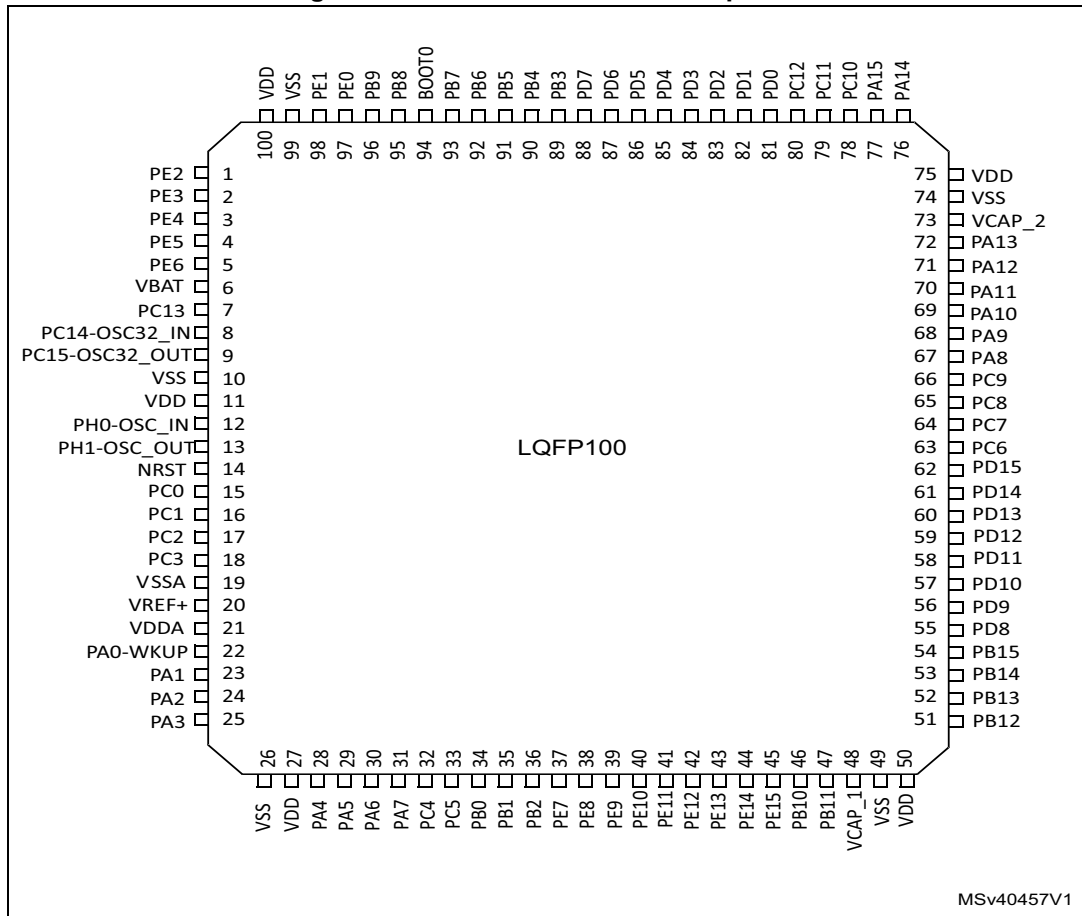 VDD
VSS
PE1
PE0
PB9
PB8
BOOT0
PB7
PB6
PB5
PB4
PB3
PD7
PD6
PD5
PD4
PD3
PD2
PD1
PD0
PC12
PC11
PC10
PA15
PA14
100
99
98
97
96
95
94
93
92
91
90
89
88
87
86
85
84
83
82
81
80
79
78
77
76
PE2 1
PE3 2
PE4 3
PE5 4
PE6 5
VBAT 6
PC13 7
PC14-OSC32_IN 8
PC15-OSC32_OUT 9
VSS 10
VDD 11
PH0-OSC_IN 12
PH1-OSC_OUT 13
NRST 14
PC0 15
PC1 16
PC2 17
PC3 18
VSSA 19
VREF+ 20
VDDA 21
PA0-WKUP 22
PA1 23
PA2 24
PA3 25
LQFP100
75 VDD
74 VSS
73 VCAP_2
72 PA13
71 PA12
70 PA11
69 PA10
68 PA9
67 PA8
66 PC9
65 PC8
64 PC7
63 PC6
62 PD15
61 PD14
60 PD13
59 PD12
58 PD11
57 PD10
56 PD9
55 PD8
54 PB15
53 PB14
52 PB13
51 PB12
26
27
28
29
30
31
32
33
34
35
36
37
38
39
40
41
42
43
44
45
46
47
48
49
50
VSS
VDD
PA4
PA5
PA6
PA7
PC4
PC5
PB0
PB1
PB2
PE7
PE8
PE9
PE10
PE11
PE12
PE13
PE14
PE15
PB10
PB11
VCAP_1
VSS
VDD
MSv40457V1